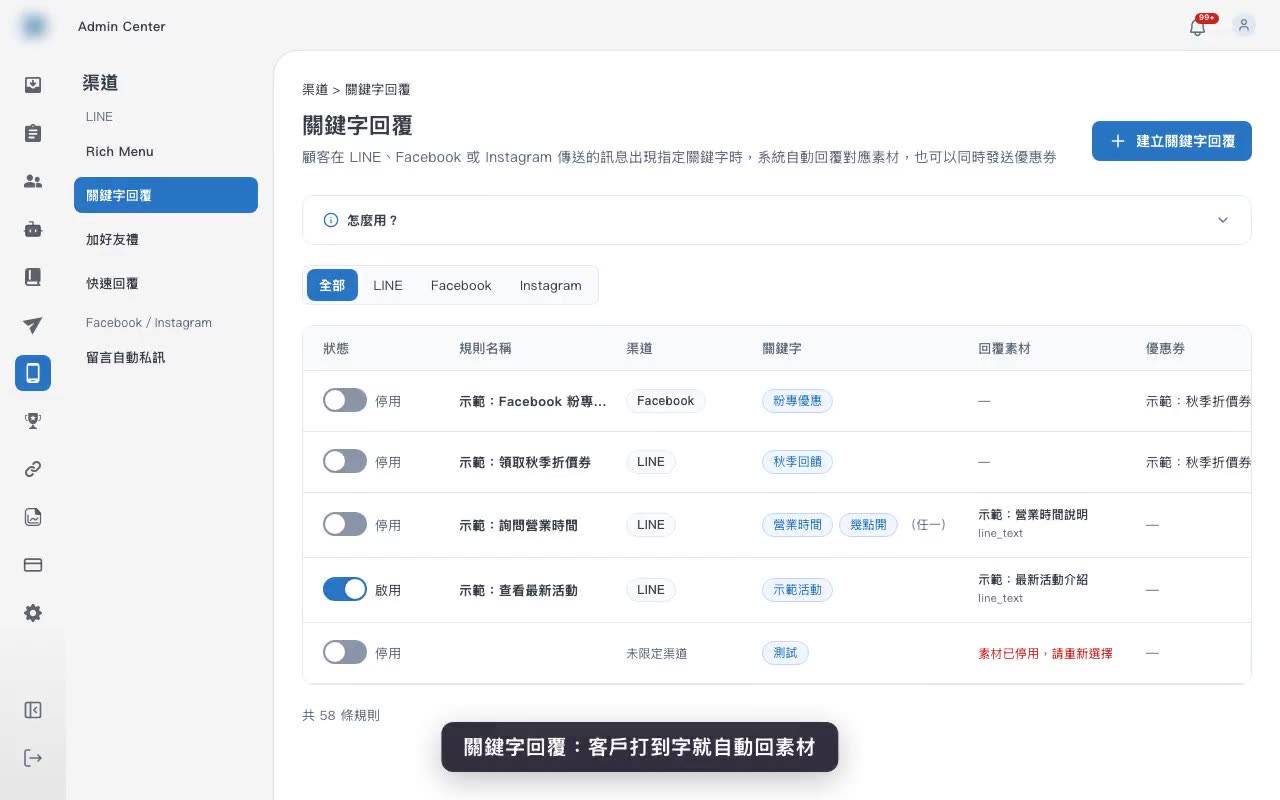 Admin Center
99+
渠道
LINE
Rich Menu
關鍵字回覆
加好友禮
快速回覆
Facebook / Instagram
留言自動私訊
渠道 > 關鍵字回覆
關鍵字回覆
顧客在 LINE、Facebook 或 Instagram 傳送的訊息出現指定關鍵字時，系統自動回覆對應素材，也可以同時發送優惠券
建立關鍵字回覆
怎麼用？
全部 LINE Facebook Instagram
狀態 規則名稱 渠道 關鍵字 回覆素材 優惠券
停用 示範：Facebook 粉專... Facebook 粉專優惠 — 示範：秋季折價券
停用 示範：領取秋季折價券 LINE 秋季回饋 — 示範：秋季折價券
停用 示範：詢問營業時間 LINE 營業時間 幾點開 (任一) 示範：營業時間說明 —
line_text
啟用 示範：查看最新活動 LINE 示範活動 示範：最新活動介紹 —
line_text
停用 未限定渠道 測試 素材已停用，請重新選擇 —
共 58 條規則
關鍵字回覆：客戶打到字就自動回素材